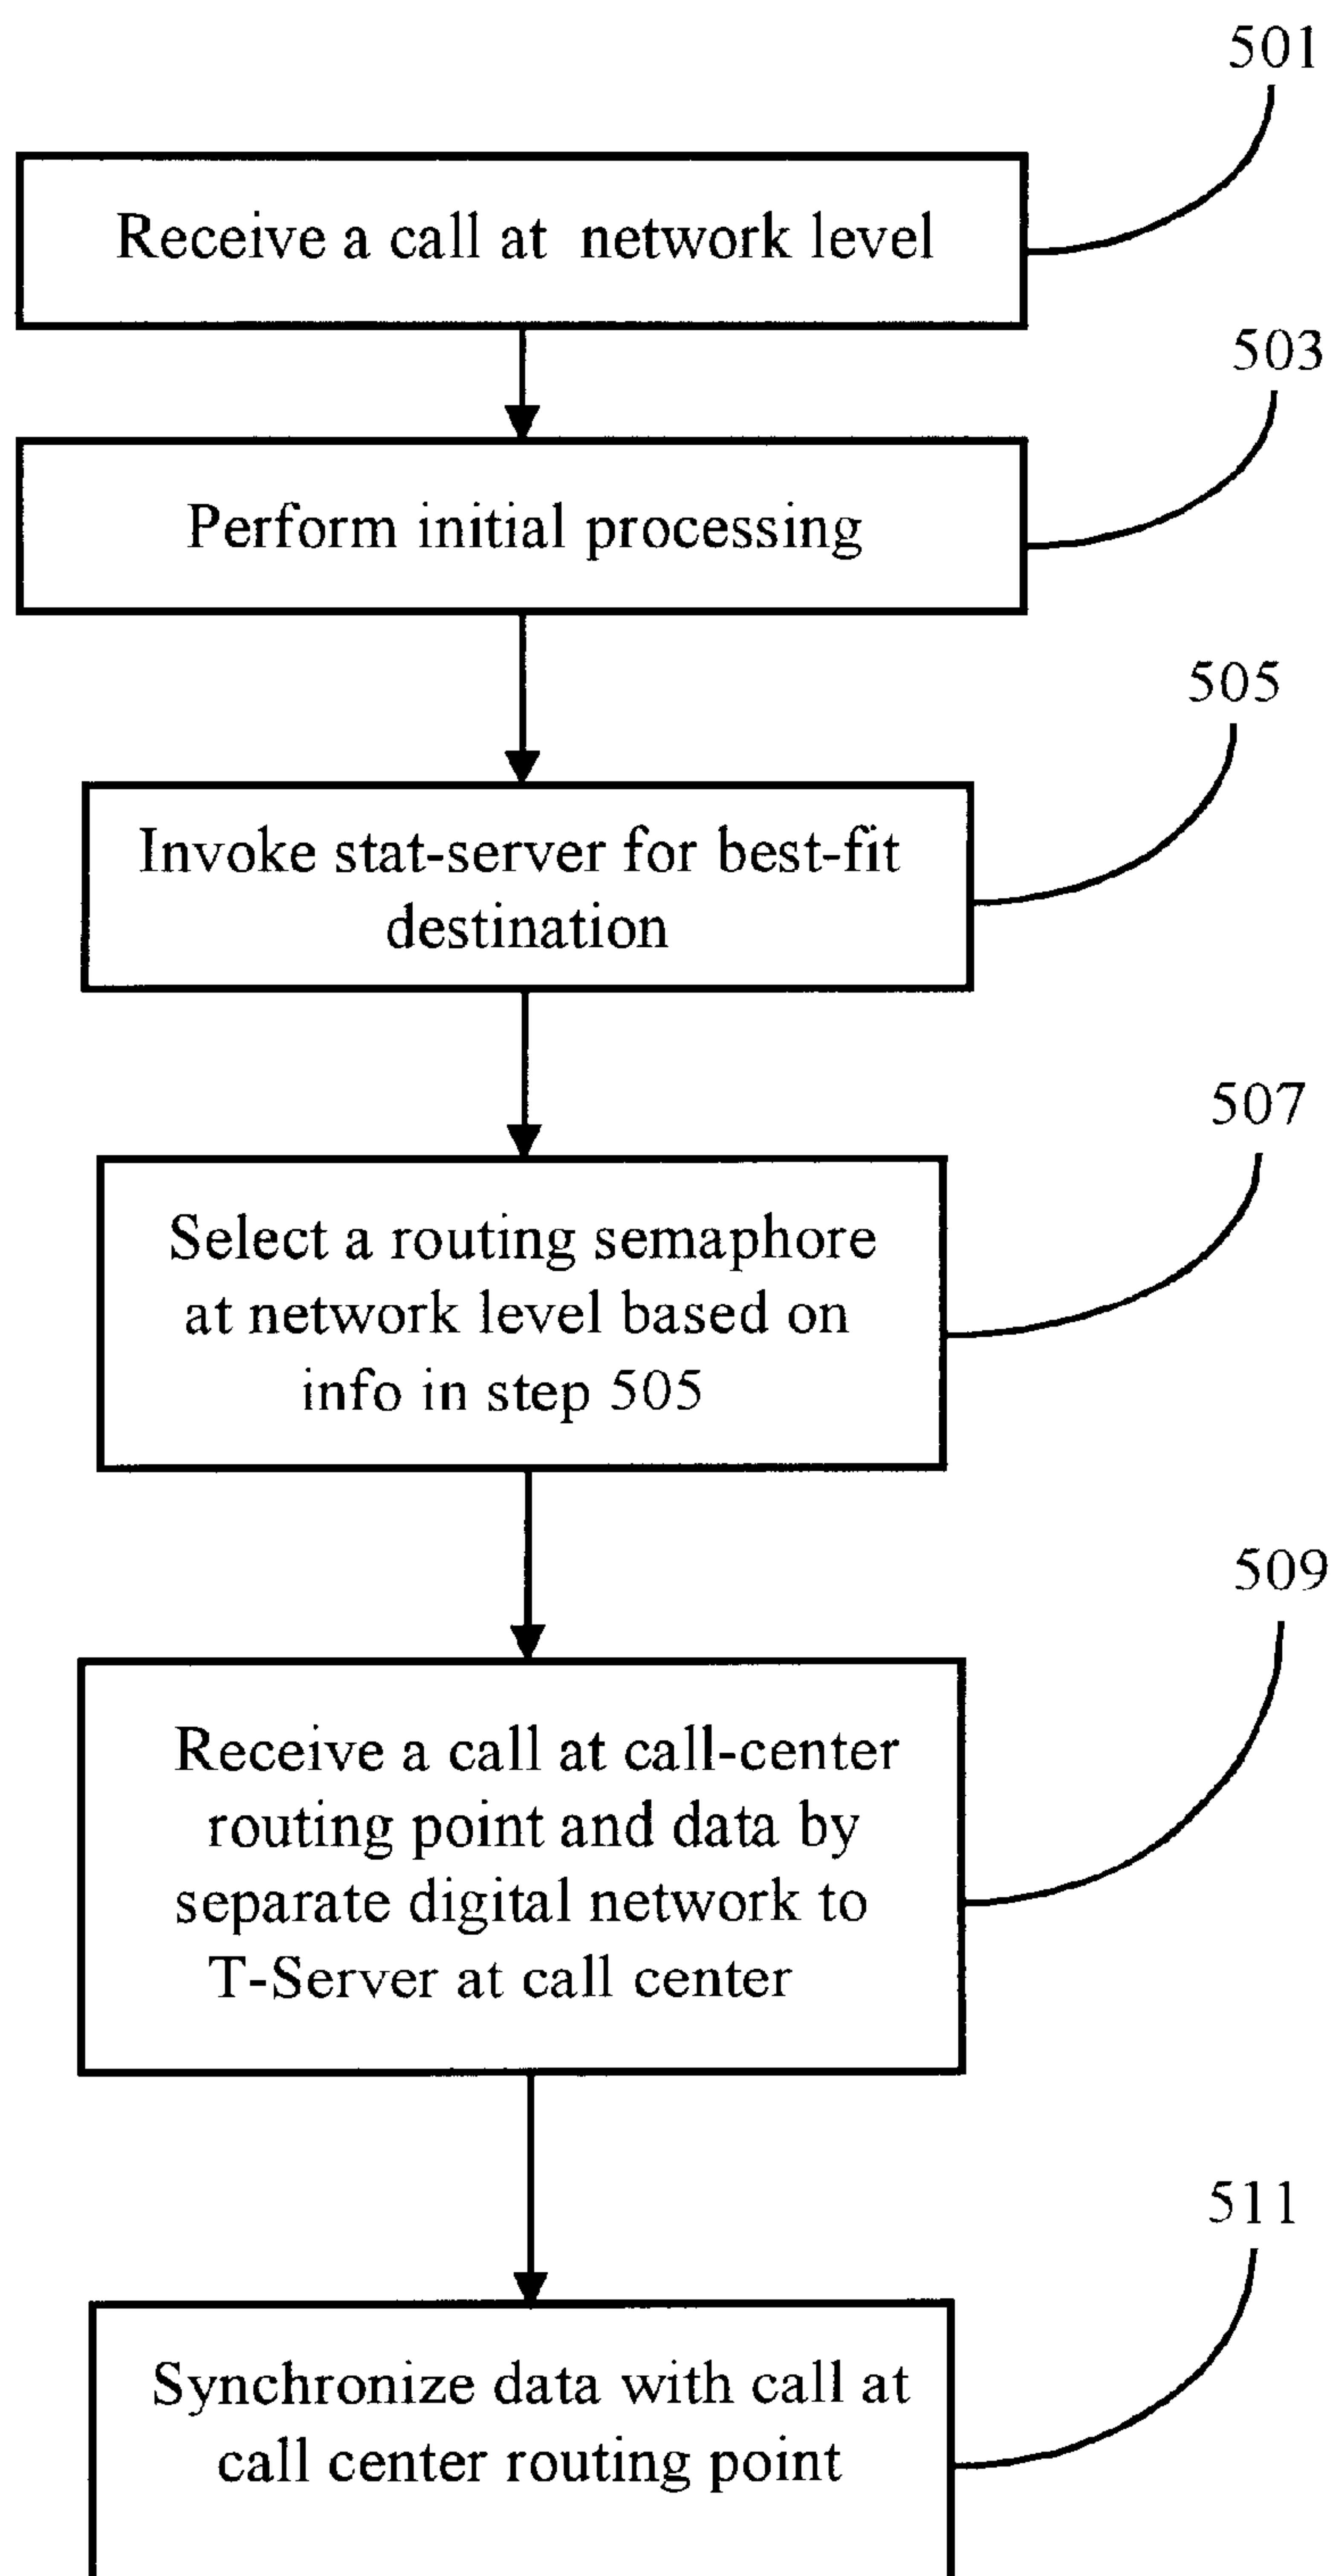 501
Receive a call at network level
503
Perform initial processing
505
Invoke stat-server for best-fit
destination
507
Select a routing semaphore
at network level based on
info in step 505
509
Receive a call at call-center
routing point and data by
separate digital network to
T-Server at call center
511
Synchronize data with call at
call center routing point